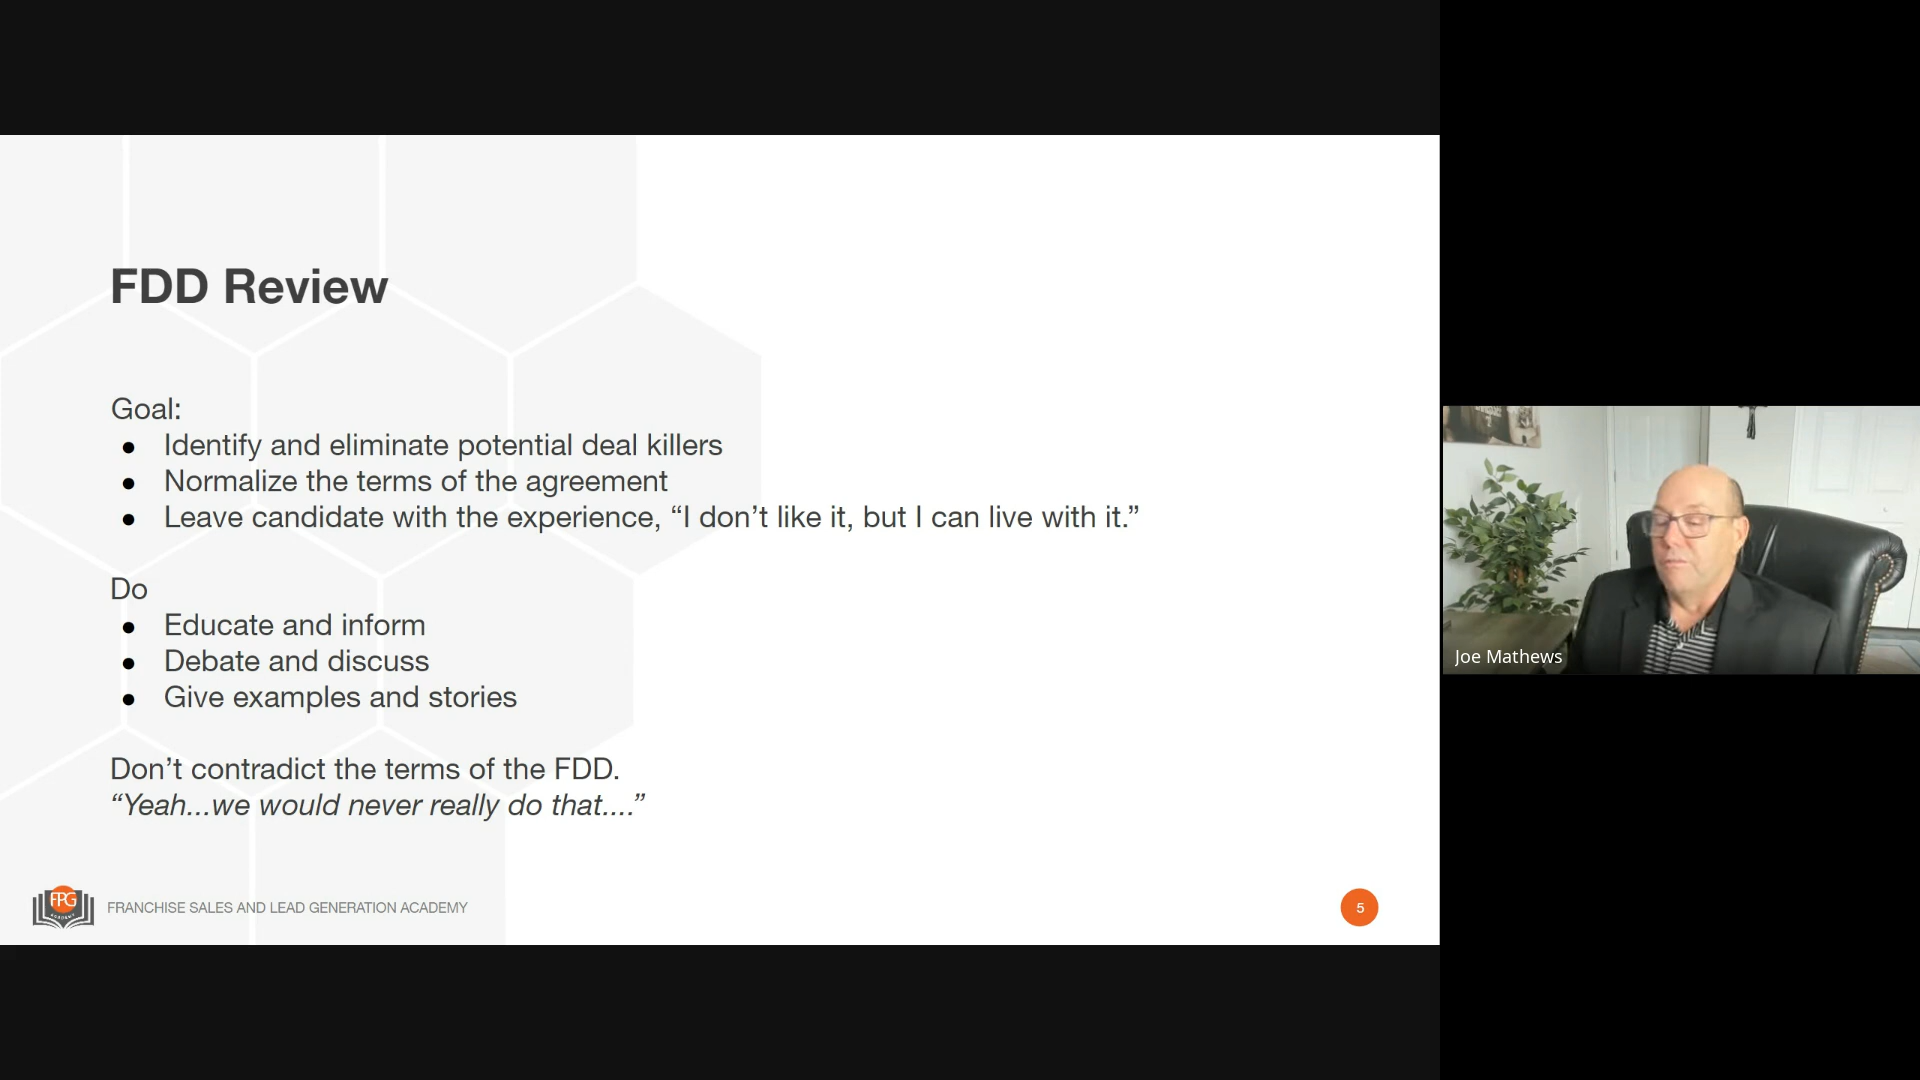 FDD Review
Goal:
● Identify and eliminate potential deal killers
● Normalize the terms of the agreement
● Leave candidate with the experience, “I don’t like it, but I can live with it.”
Do
● Educate and inform
● Debate and discuss
● Give examples and stories
Don’t contradict the terms of the FDD.
“Yeah...we would never really do that....”
FPG
ACADEMY
FRANCHISE SALES AND LEAD GENERATION ACADEMY
5
Joe Mathews